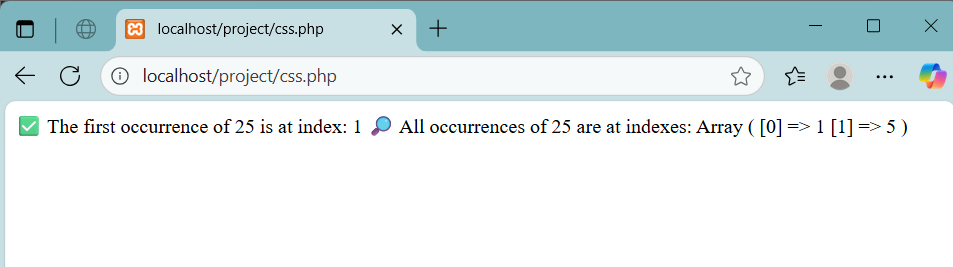 localhost/project/css.php
localhost/project/css.php
✅ The first occurrence of 25 is at index: 1 🔎 All occurrences of 25 are at indexes: Array ( [0] => 1 [1] => 5 )